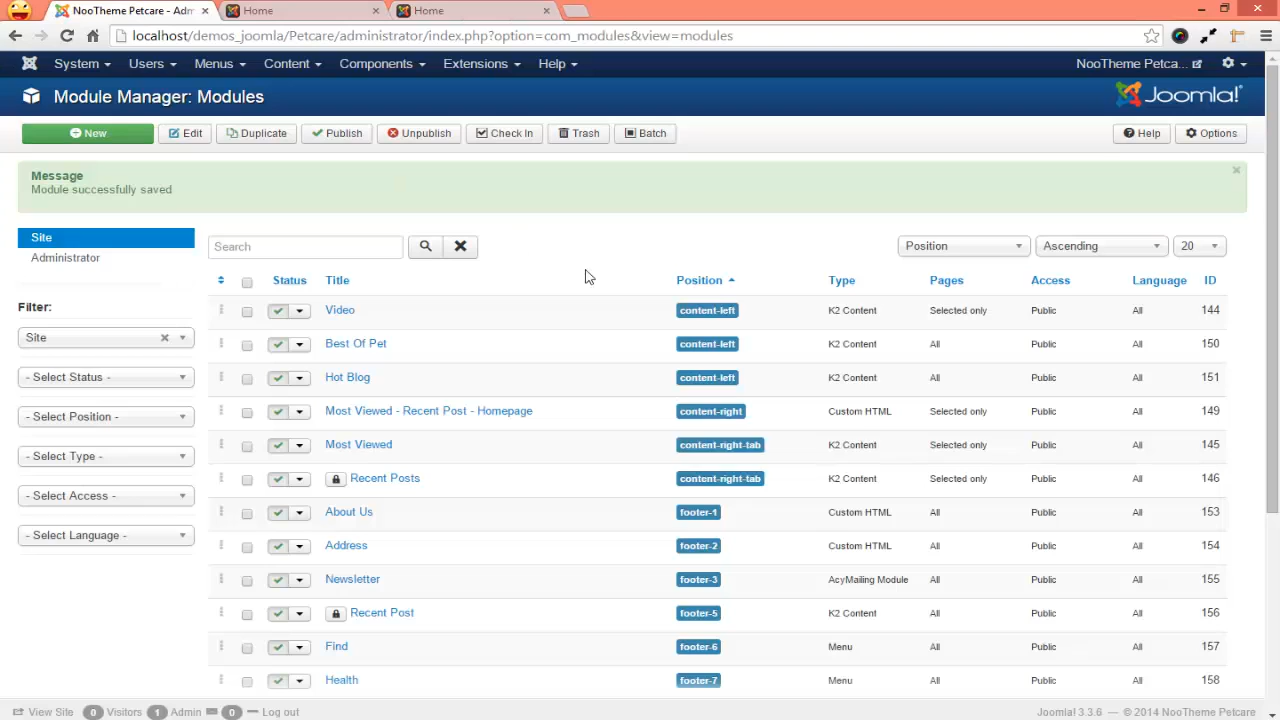 NooTheme Petcare - Adm
Home
Home
localhost/demos_joomla/Petcare/administrator/index.php?option=com_modules&view=modules
System Users Menus Content Components Extensions Help NooTheme Petca...
Module Manager: Modules Joomla!
New Edit Duplicate Publish Unpublish Check In Trash Batch Help Options
Message
Module successfully saved
Site
Administrator
Filter:
Site
- Select Status -
- Select Position -
- Select Type -
- Select Access -
- Select Language -
Search Position Ascending 20
Status Title Position Type Pages Access Language ID
Video content-left K2 Content Selected only Public All 144
Best Of Pet content-left K2 Content All Public All 150
Hot Blog content-left K2 Content All Public All 151
Most Viewed - Recent Post - Homepage content-right Custom HTML Selected only Public All 149
Most Viewed content-right-tab K2 Content Selected only Public All 145
Recent Posts content-right-tab K2 Content Selected only Public All 146
About Us footer-1 Custom HTML All Public All 153
Address footer-2 Custom HTML All Public All 154
Newsletter footer-3 AcyMailing Module All Public All 155
Recent Post footer-5 K2 Content All Public All 156
Find footer-6 Menu All Public All 157
Health footer-7 Menu All Public All 158
View Site 0 Visitors 1 Admin 0 Log out Joomla! 3.3.6 — © 2014 NooTheme Petcare